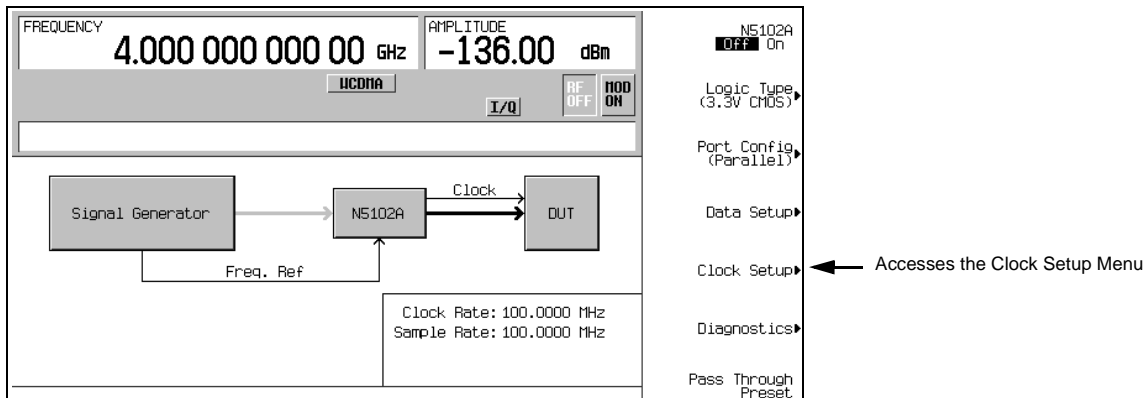 FREQUENCY
4.000 000 000 00 GHz
AMPLITUDE
-136.00 dBm
WCDMA
I/Q
RF
OFF
MOD
ON
Signal Generator
N5102A
Clock
DUT
Freq. Ref
Clock Rate: 100.0000 MHz
Sample Rate: 100.0000 MHz
N5102A
Off On
Logic Type
(3.3V CMOS)
Port Config
(Parallel)
Data Setup
Clock Setup
Diagnostics
Pass Through
Preset
Accesses the Clock Setup Menu